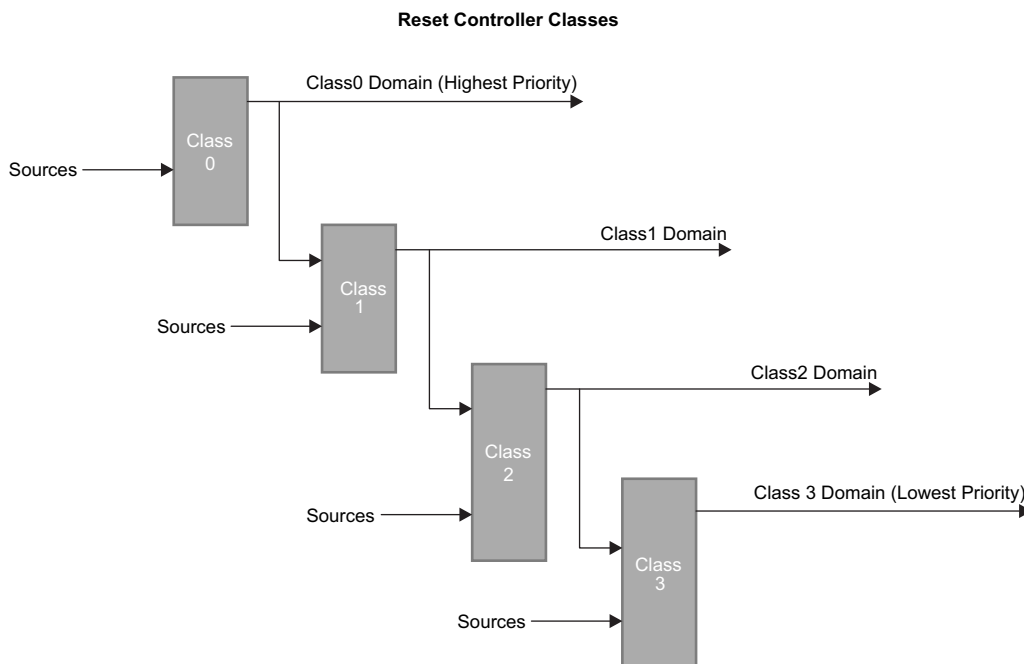 Reset Controller Classes
Class0 Domain (Highest Priority)
Class
0
Sources
Class1 Domain
Class
1
Sources
Class2 Domain
Class
2
Sources
Class 3 Domain (Lowest Priority)
Class
3
Sources